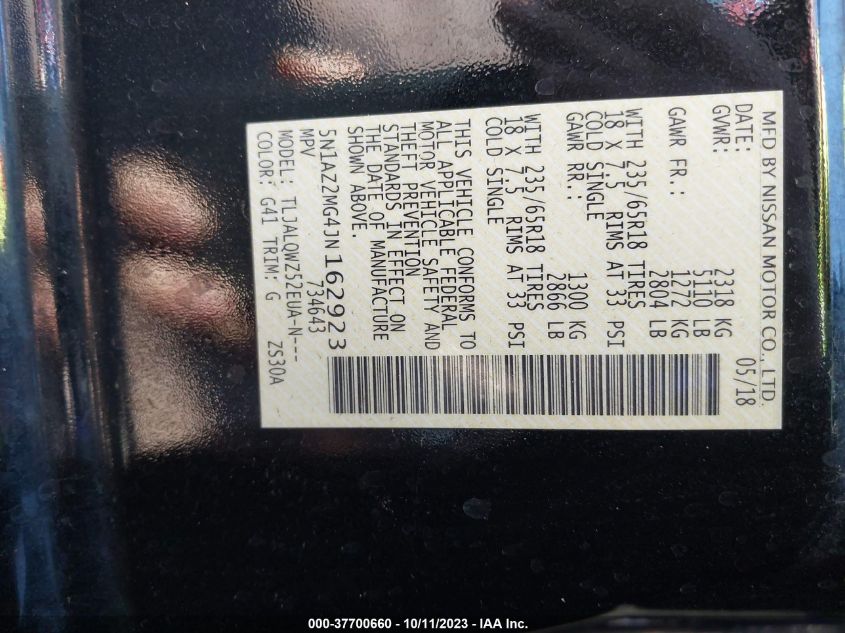 MFD BY NISSAN MOTOR CO., LTD.
DATE: 05/18
GVWR: 2318 KG
5110 LB
GAWR FR.: 1272 KG
2804 LB
WITH 235/65R18 TIRES
18 X 7.5 RIMS AT 33 PSI
COLD SINGLE
GAWR RR.: 1300 KG
2866 LB
WITH 235/65R18 TIRES
18 X 7.5 RIMS AT 33 PSI
COLD SINGLE
THIS VEHICLE CONFORMS TO
ALL APPLICABLE FEDERAL
MOTOR VEHICLE SAFETY AND
THEFT PREVENTION
STANDARDS IN EFFECT ON
THE DATE OF MANUFACTURE
SHOWN ABOVE.
5N1AZ2MG4JN162923
MPV 734643
MODEL: TLJALQWZ52EUA-N---
COLOR: G41 TRIM: G ZS30A
000-37700660 - 10/11/2023 - IAA Inc.